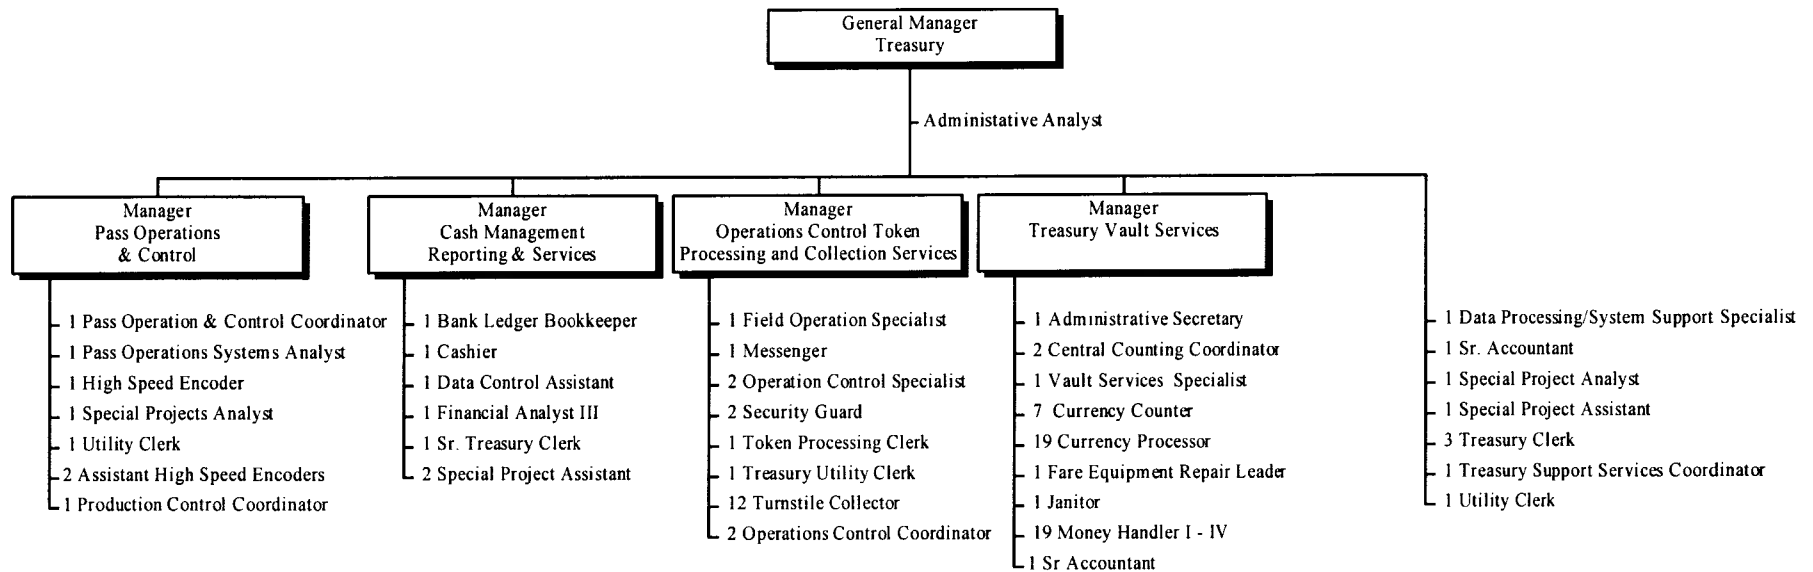 General Manager
Treasury
Administative Analyst
Manager
Pass Operations
& Control
1 Pass Operation & Control Coordinator
1 Pass Operations Systems Analyst
1 High Speed Encoder
1 Special Projects Analyst
1 Utility Clerk
2 Assistant High Speed Encoders
1 Production Control Coordinator
Manager
Cash Management
Reporting & Services
1 Bank Ledger Bookkeeper
1 Cashier
1 Data Control Assistant
1 Financial Analyst III
1 Sr. Treasury Clerk
2 Special Project Assistant
Manager
Operations Control Token
Processing and Collection Services
1 Field Operation Specialist
1 Messenger
2 Operation Control Specialist
2 Security Guard
1 Token Processing Clerk
1 Treasury Utility Clerk
12 Turnstile Collector
2 Operations Control Coordinator
Manager
Treasury Vault Services
1 Administrative Secretary
2 Central Counting Coordinator
1 Vault Services Specialist
7 Currency Counter
19 Currency Processor
1 Fare Equipment Repair Leader
1 Janitor
19 Money Handler I - IV
1 Sr Accountant
1 Data Processing/System Support Specialist
1 Sr. Accountant
1 Special Project Analyst
1 Special Project Assistant
3 Treasury Clerk
1 Treasury Support Services Coordinator
1 Utility Clerk